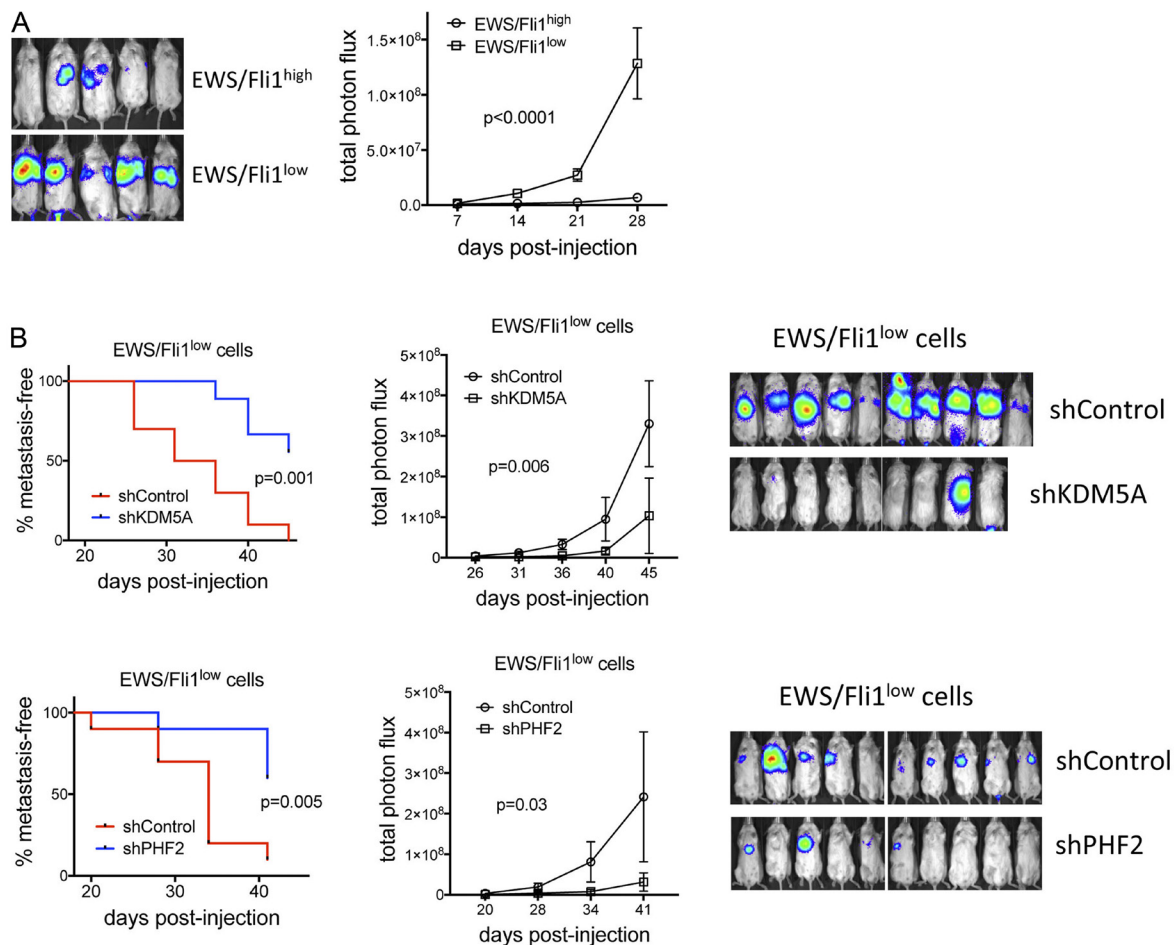 A
EWS/Fli1high
EWS/Fli1low
total photon flux
1.5×10⁸
1.0×10⁸
5.0×10⁷
0.0
EWS/Fli1high
EWS/Fli1low
p<0.0001
7 14 21 28
days post-injection
B
EWS/Fli1low cells
% metastasis-free
100
50
0
p=0.001
shControl
shKDM5A
20 30 40
days post-injection
EWS/Fli1low cells
total photon flux
5×10⁸
4×10⁸
3×10⁸
2×10⁸
1×10⁸
0
shControl
shKDM5A
p=0.006
26 31 36 40 45
days post-injection
EWS/Fli1low cells
shControl
shKDM5A
EWS/Fli1low cells
% metastasis-free
100
50
0
p=0.005
shControl
shPHF2
20 30 40
days post-injection
EWS/Fli1low cells
total photon flux
5×10⁸
4×10⁸
3×10⁸
2×10⁸
1×10⁸
0
shControl
shPHF2
p=0.03
20 28 34 41
days post-injection
EWS/Fli1low cells
shControl
shPHF2